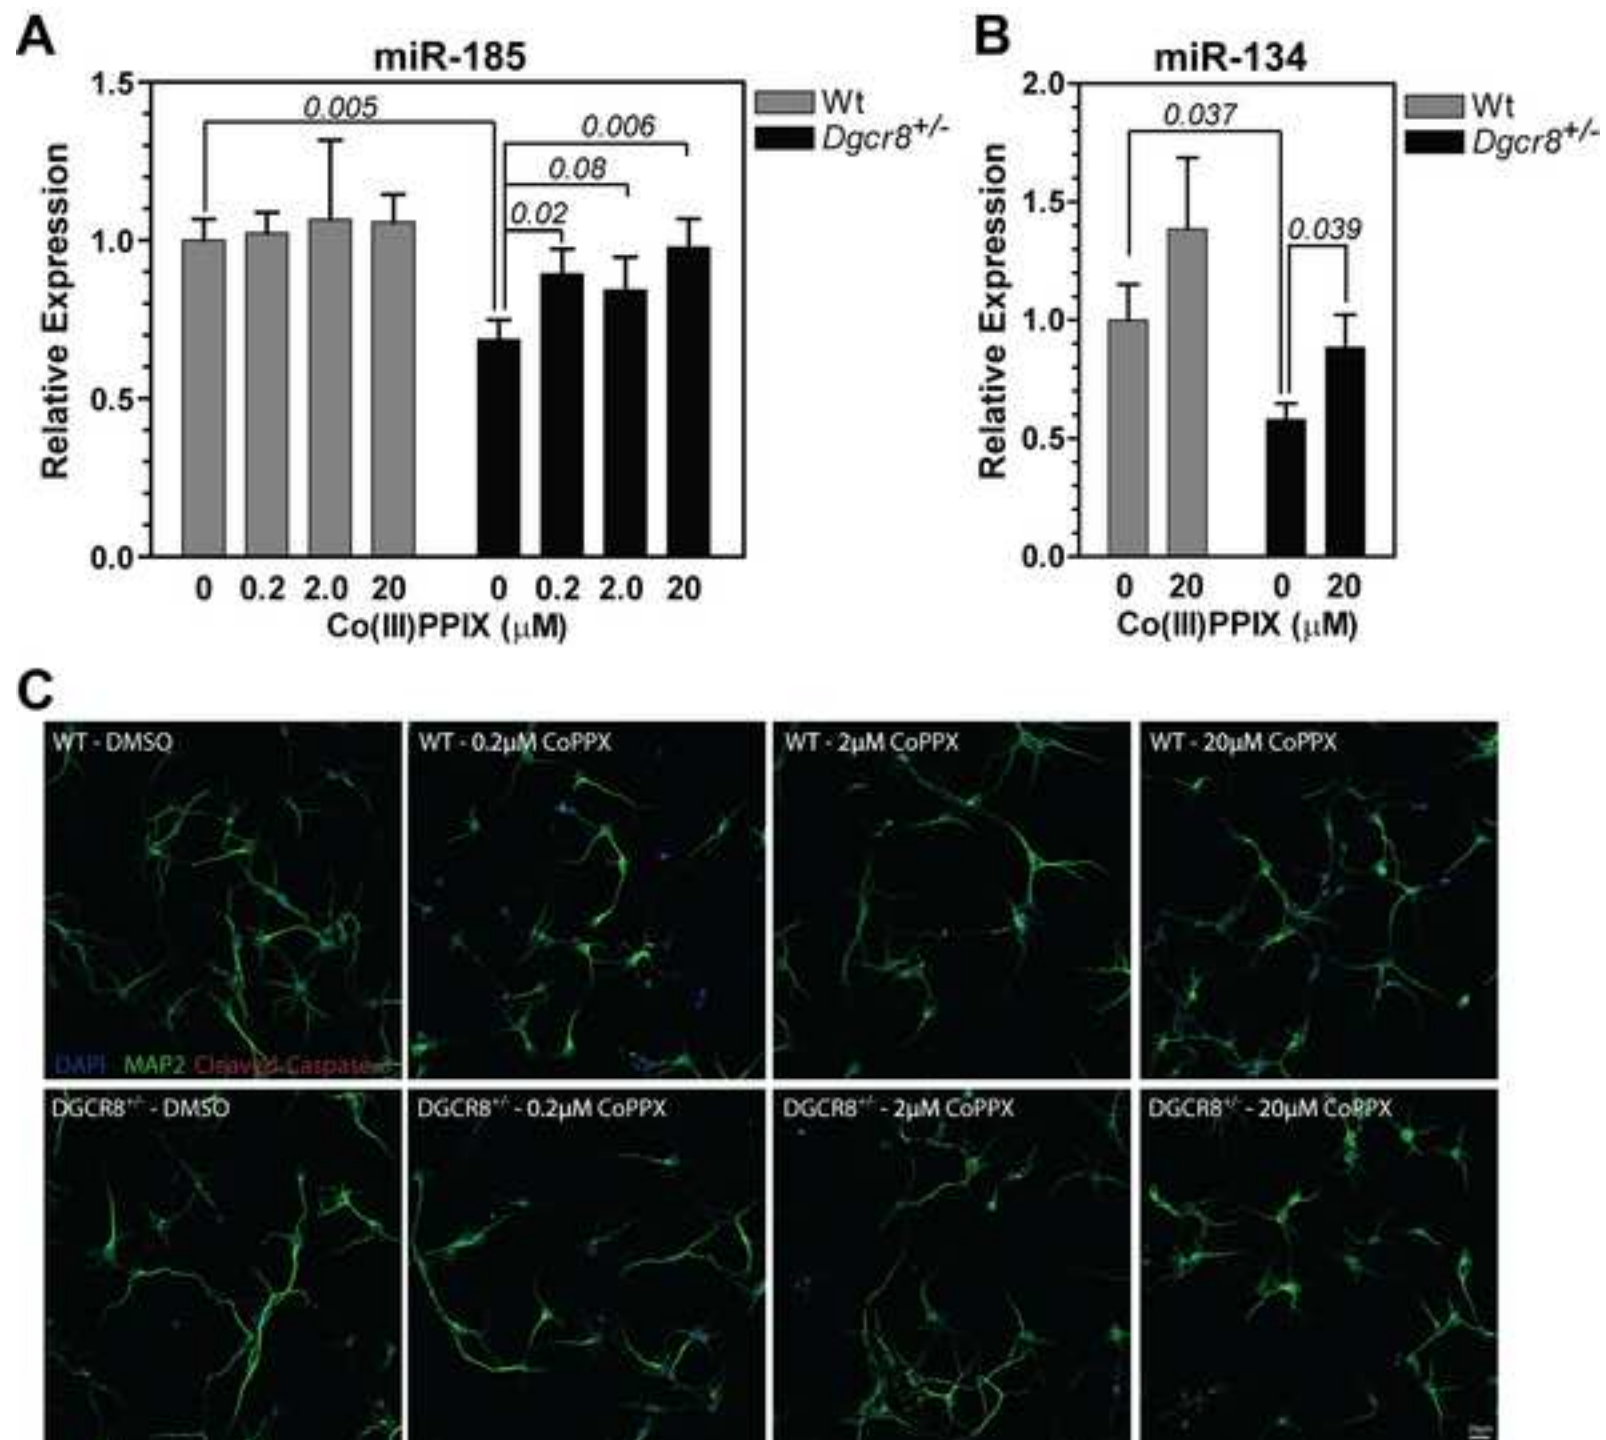 A
miR-185
1.5
1.0
0.5
0.0
Relative Expression
0.005
0.006
0.08
0.02
Wt
Dgcr8+/-
0 0.2 2.0 20 0 0.2 2.0 20
Co(III)PPIX (μM)
B
miR-134
2.0
1.5
1.0
0.5
0.0
Relative Expression
0.037
0.039
Wt
Dgcr8+/-
0 20 0 20
Co(III)PPIX (μM)
C
WT - DMSO
WT - 0.2μM CoPPX
WT - 2μM CoPPX
WT - 20μM CoPPX
DAPI MAP2 Cleaved-Caspase
DGCR8+/- - DMSO
DGCR8+/- - 0.2μM CoPPX
DGCR8+/- - 2μM CoPPX
DGCR8+/- - 20μM CoPPX